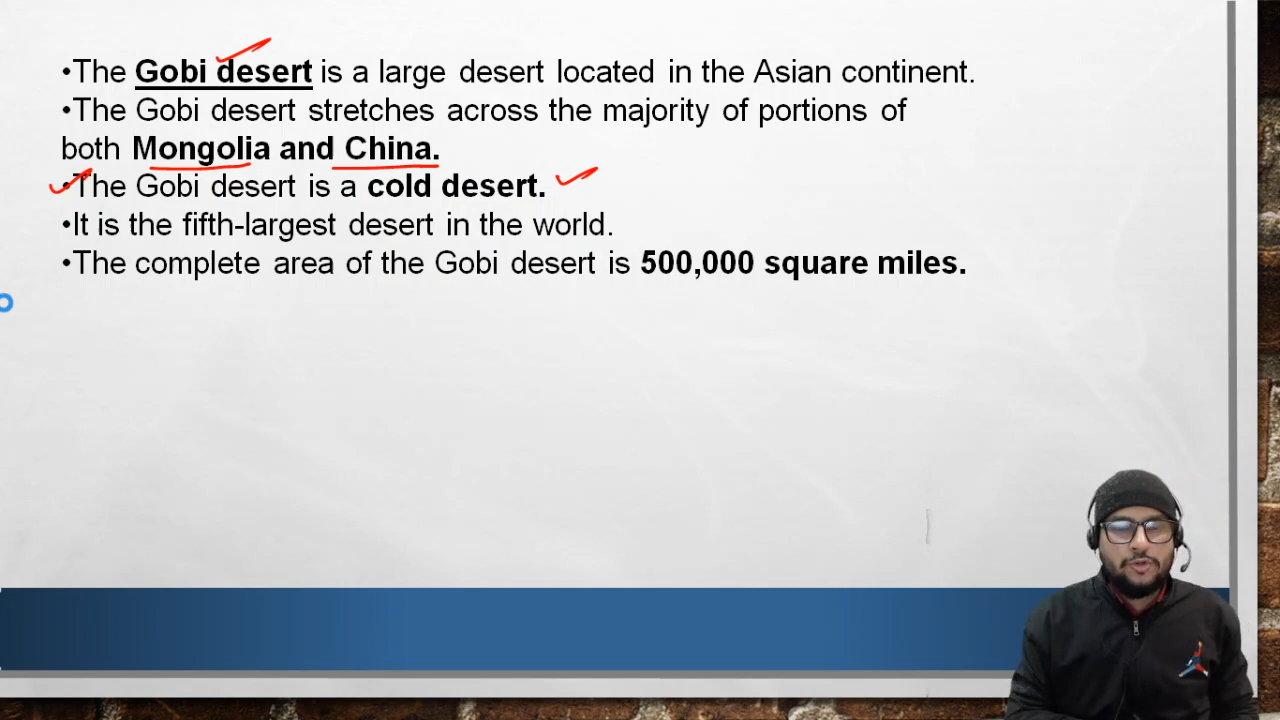 •The Gobi desert is a large desert located in the Asian continent.
•The Gobi desert stretches across the majority of portions of
both Mongolia and China.
•The Gobi desert is a cold desert.
•It is the fifth-largest desert in the world.
•The complete area of the Gobi desert is 500,000 square miles.